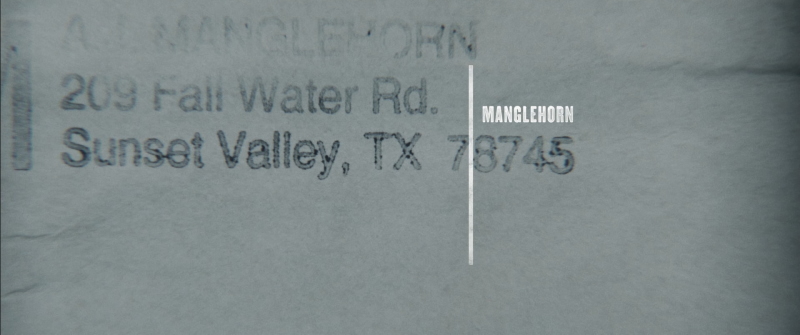 A.J. MANGLEHORN
209 Fall Water Rd.
Sunset Valley, TX 78745
MANGLEHORN